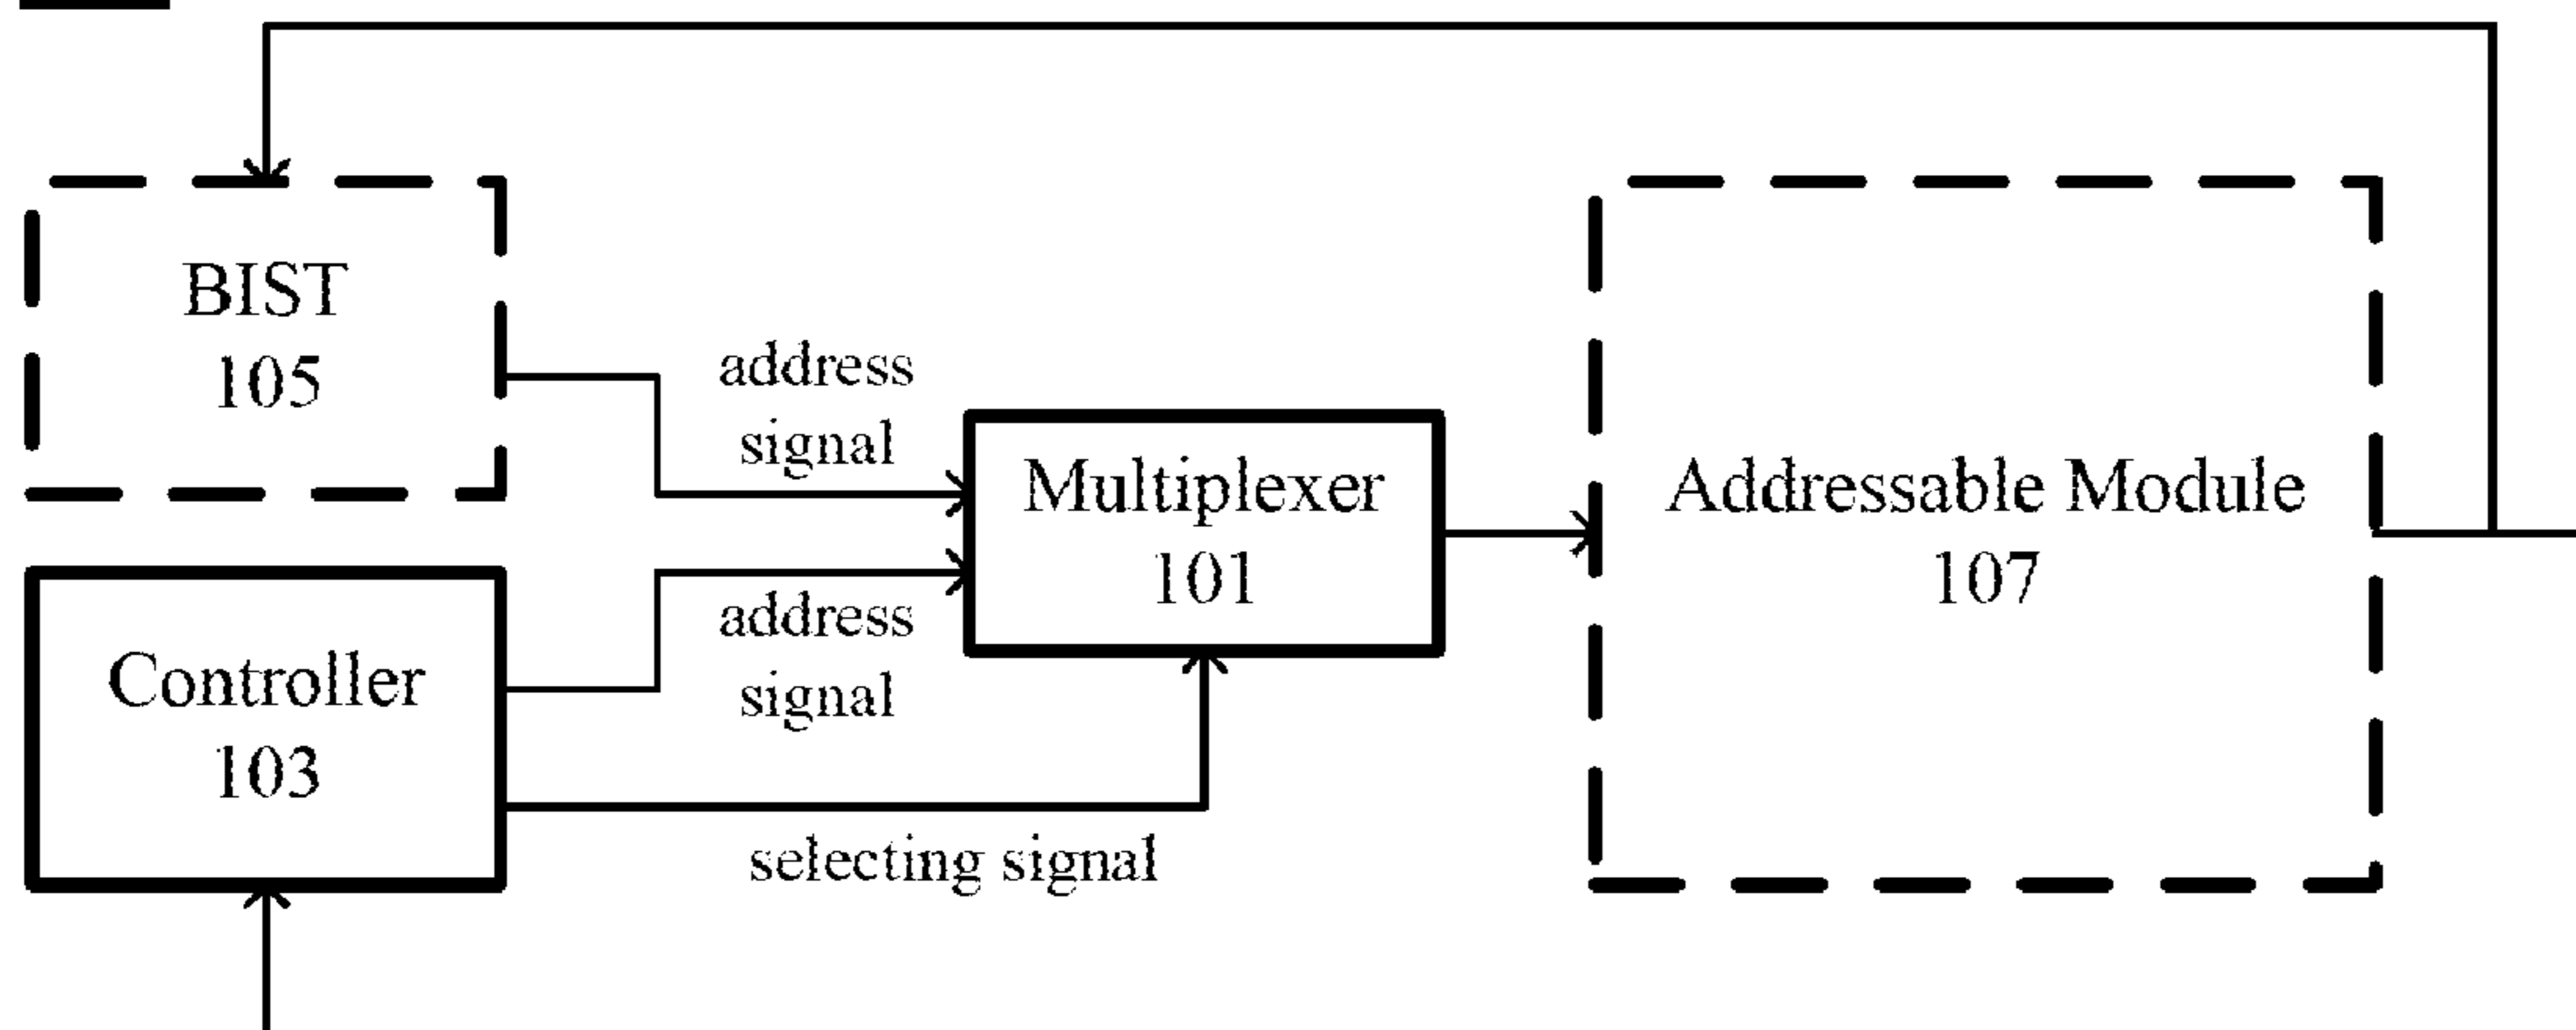 BIST
105
address
signal
Multiplexer
101
Addressable Module
107
address
signal
Controller
103
selecting signal